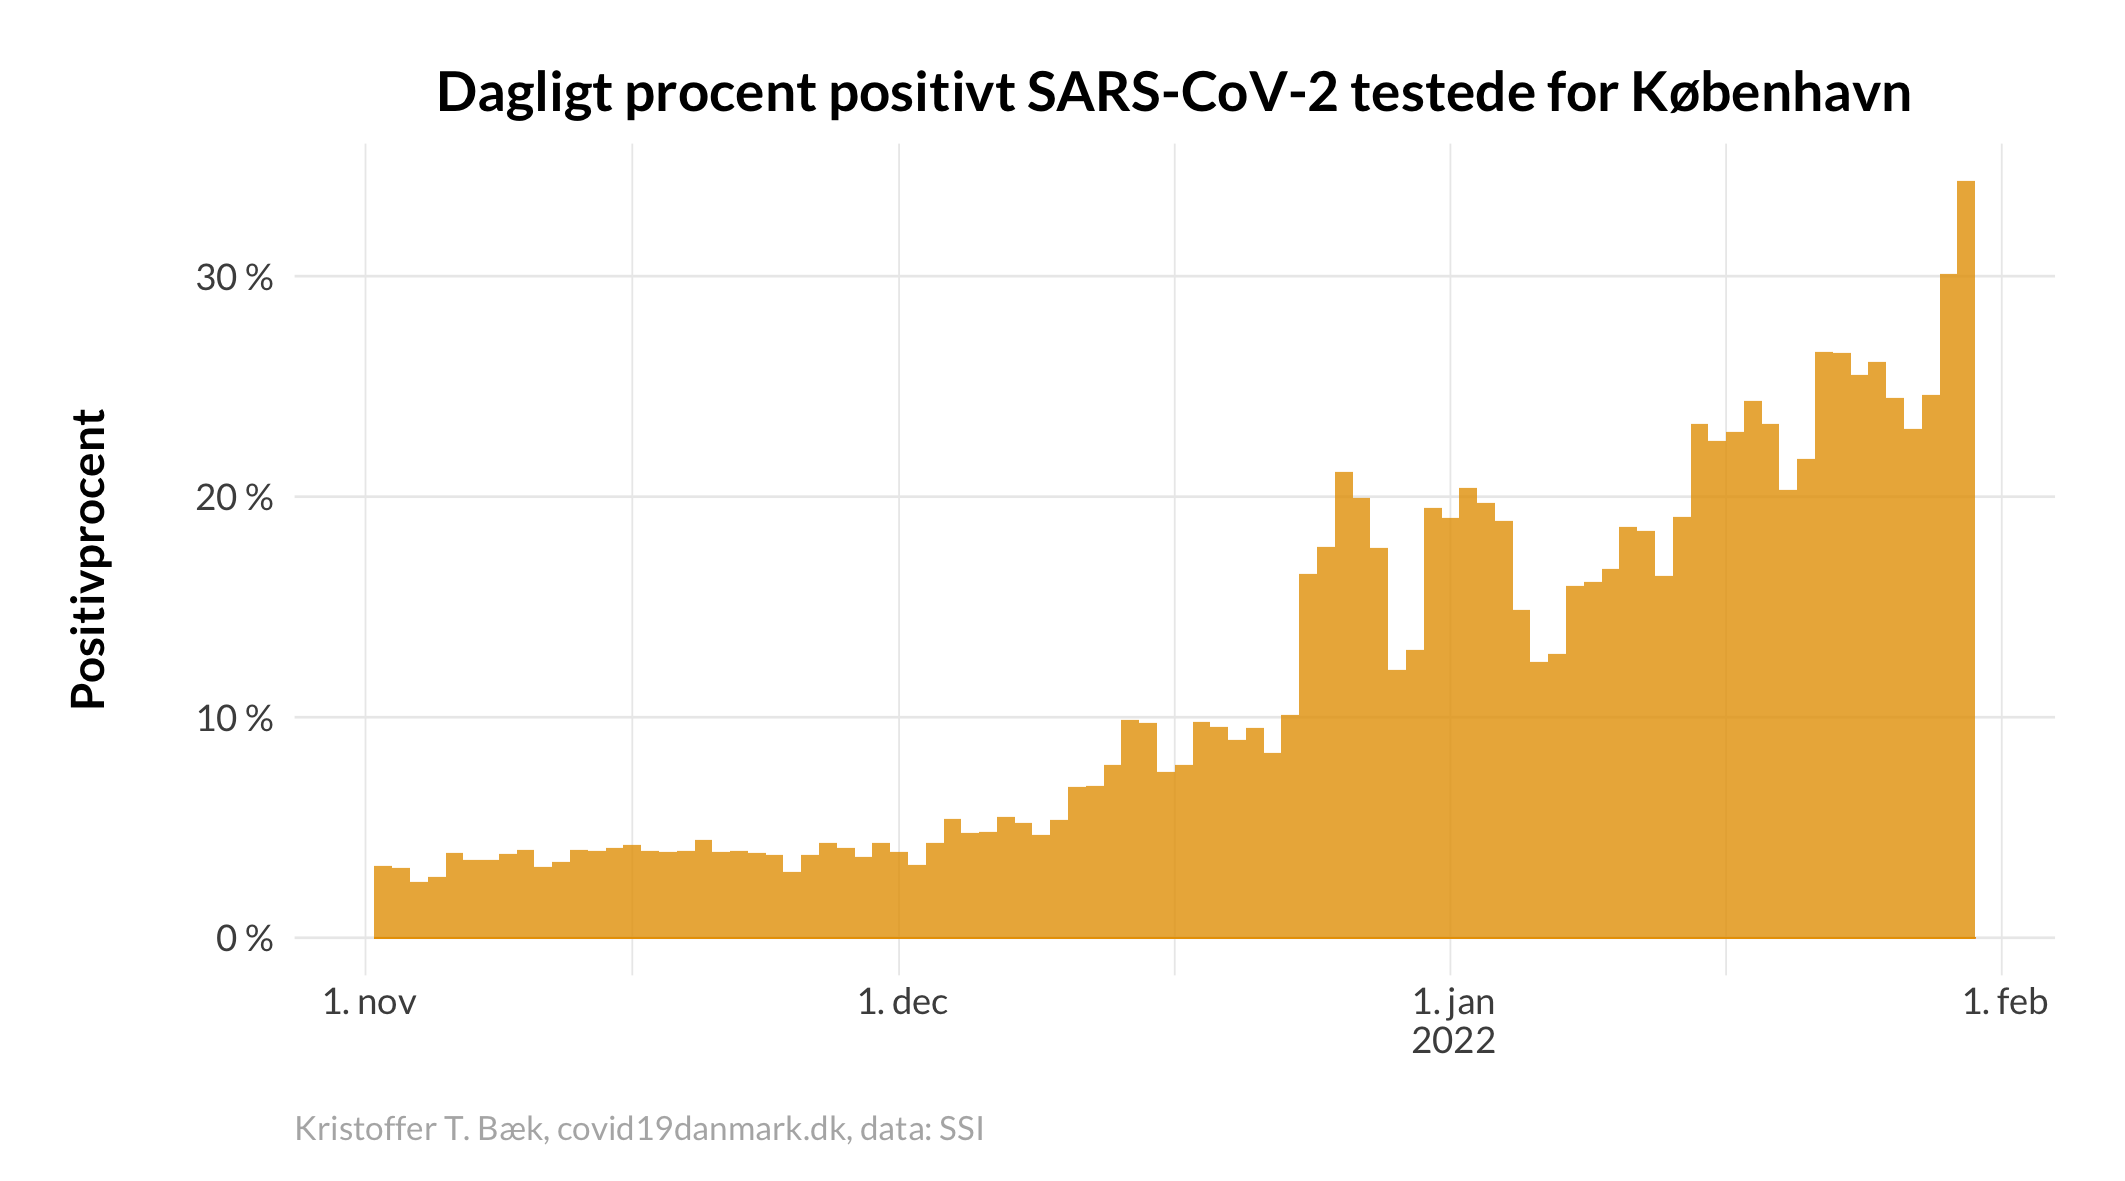 Dagligt procent positivt SARS-CoV-2 testede for København
Positivprocent
30 %
20 %
10 %
0 %
1. nov
1. dec
1. jan
2022
1. feb
Kristoffer T. Bæk, covid19danmark.dk, data: SSI